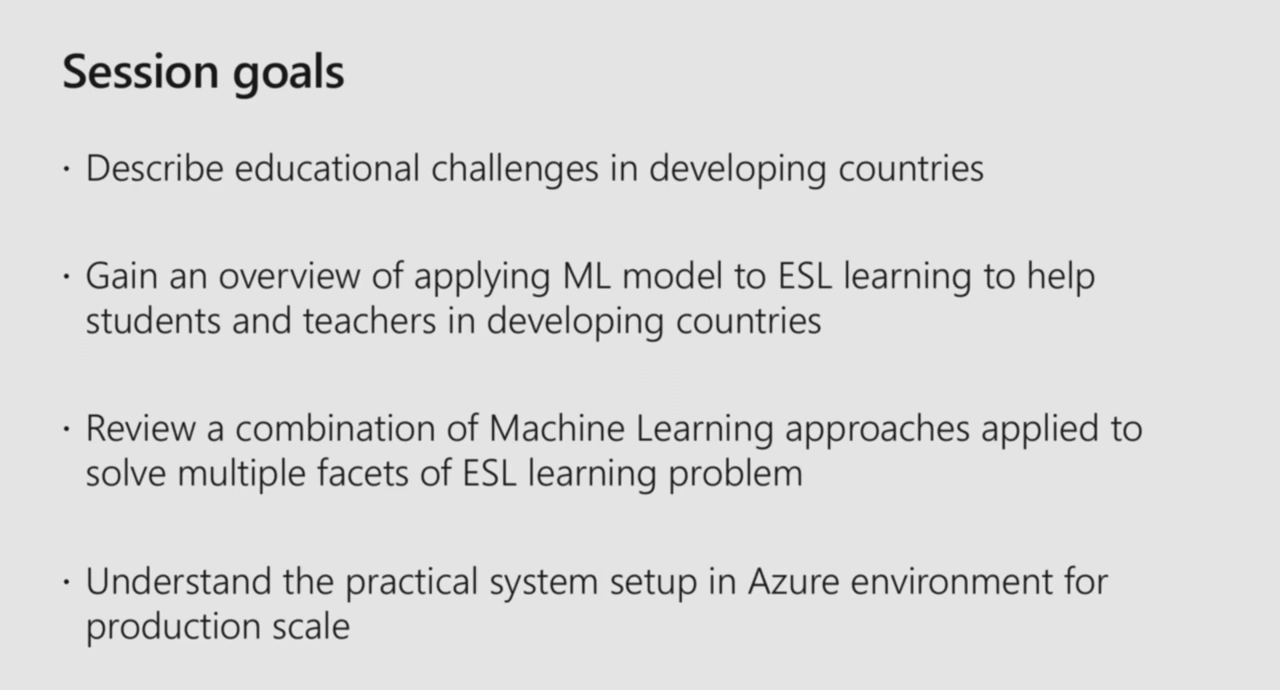 Session goals
· Describe educational challenges in developing countries
· Gain an overview of applying ML model to ESL learning to help
students and teachers in developing countries
· Review a combination of Machine Learning approaches applied to
solve multiple facets of ESL learning problem
· Understand the practical system setup in Azure environment for
production scale